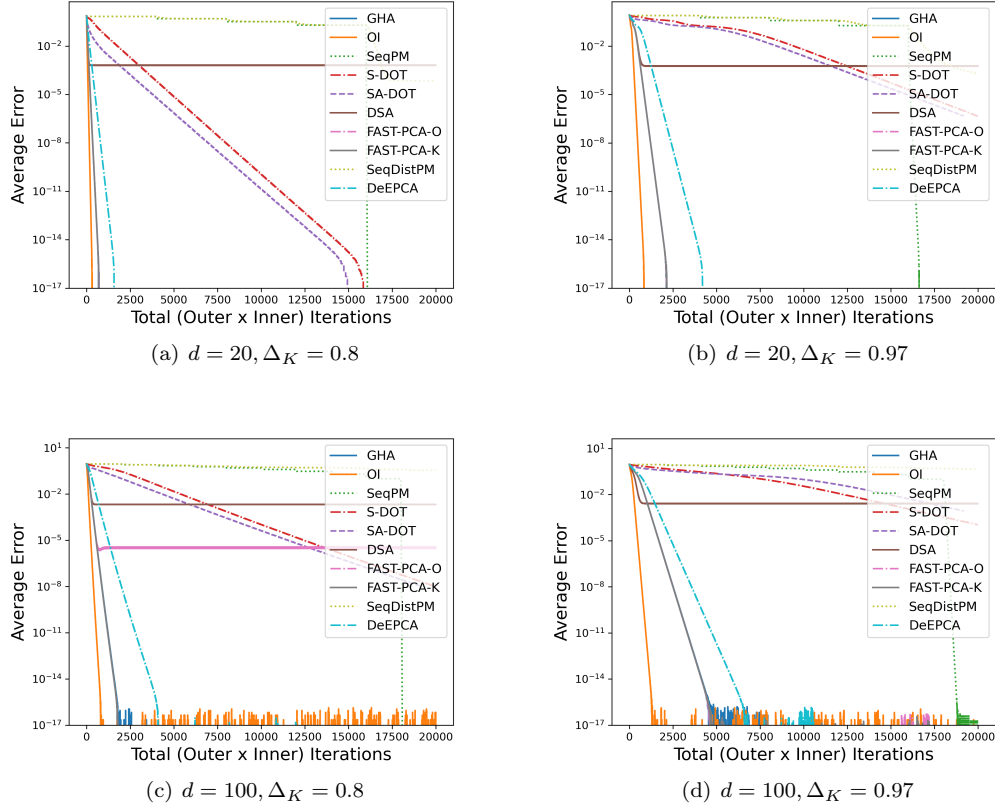 Average Error
10^-2
10^-5
10^-8
10^-11
10^-14
10^-17
0 2500 5000 7500 10000 12500 15000 17500 20000
Total (Outer x Inner) Iterations
GHA
OI
SeqPM
S-DOT
SA-DOT
DSA
FAST-PCA-O
FAST-PCA-K
SeqDistPM
DeEPCA
(a) d = 20, Δ_K = 0.8
Average Error
10^-2
10^-5
10^-8
10^-11
10^-14
10^-17
0 2500 5000 7500 10000 12500 15000 17500 20000
Total (Outer x Inner) Iterations
GHA
OI
SeqPM
S-DOT
SA-DOT
DSA
FAST-PCA-O
FAST-PCA-K
SeqDistPM
DeEPCA
(b) d = 20, Δ_K = 0.97
Average Error
10^1
10^-2
10^-5
10^-8
10^-11
10^-14
10^-17
0 2500 5000 7500 10000 12500 15000 17500 20000
Total (Outer x Inner) Iterations
GHA
OI
SeqPM
S-DOT
SA-DOT
DSA
FAST-PCA-O
FAST-PCA-K
SeqDistPM
DeEPCA
(c) d = 100, Δ_K = 0.8
Average Error
10^1
10^-2
10^-5
10^-8
10^-11
10^-14
10^-17
0 2500 5000 7500 10000 12500 15000 17500 20000
Total (Outer x Inner) Iterations
GHA
OI
SeqPM
S-DOT
SA-DOT
DSA
FAST-PCA-O
FAST-PCA-K
SeqDistPM
DeEPCA
(d) d = 100, Δ_K = 0.97